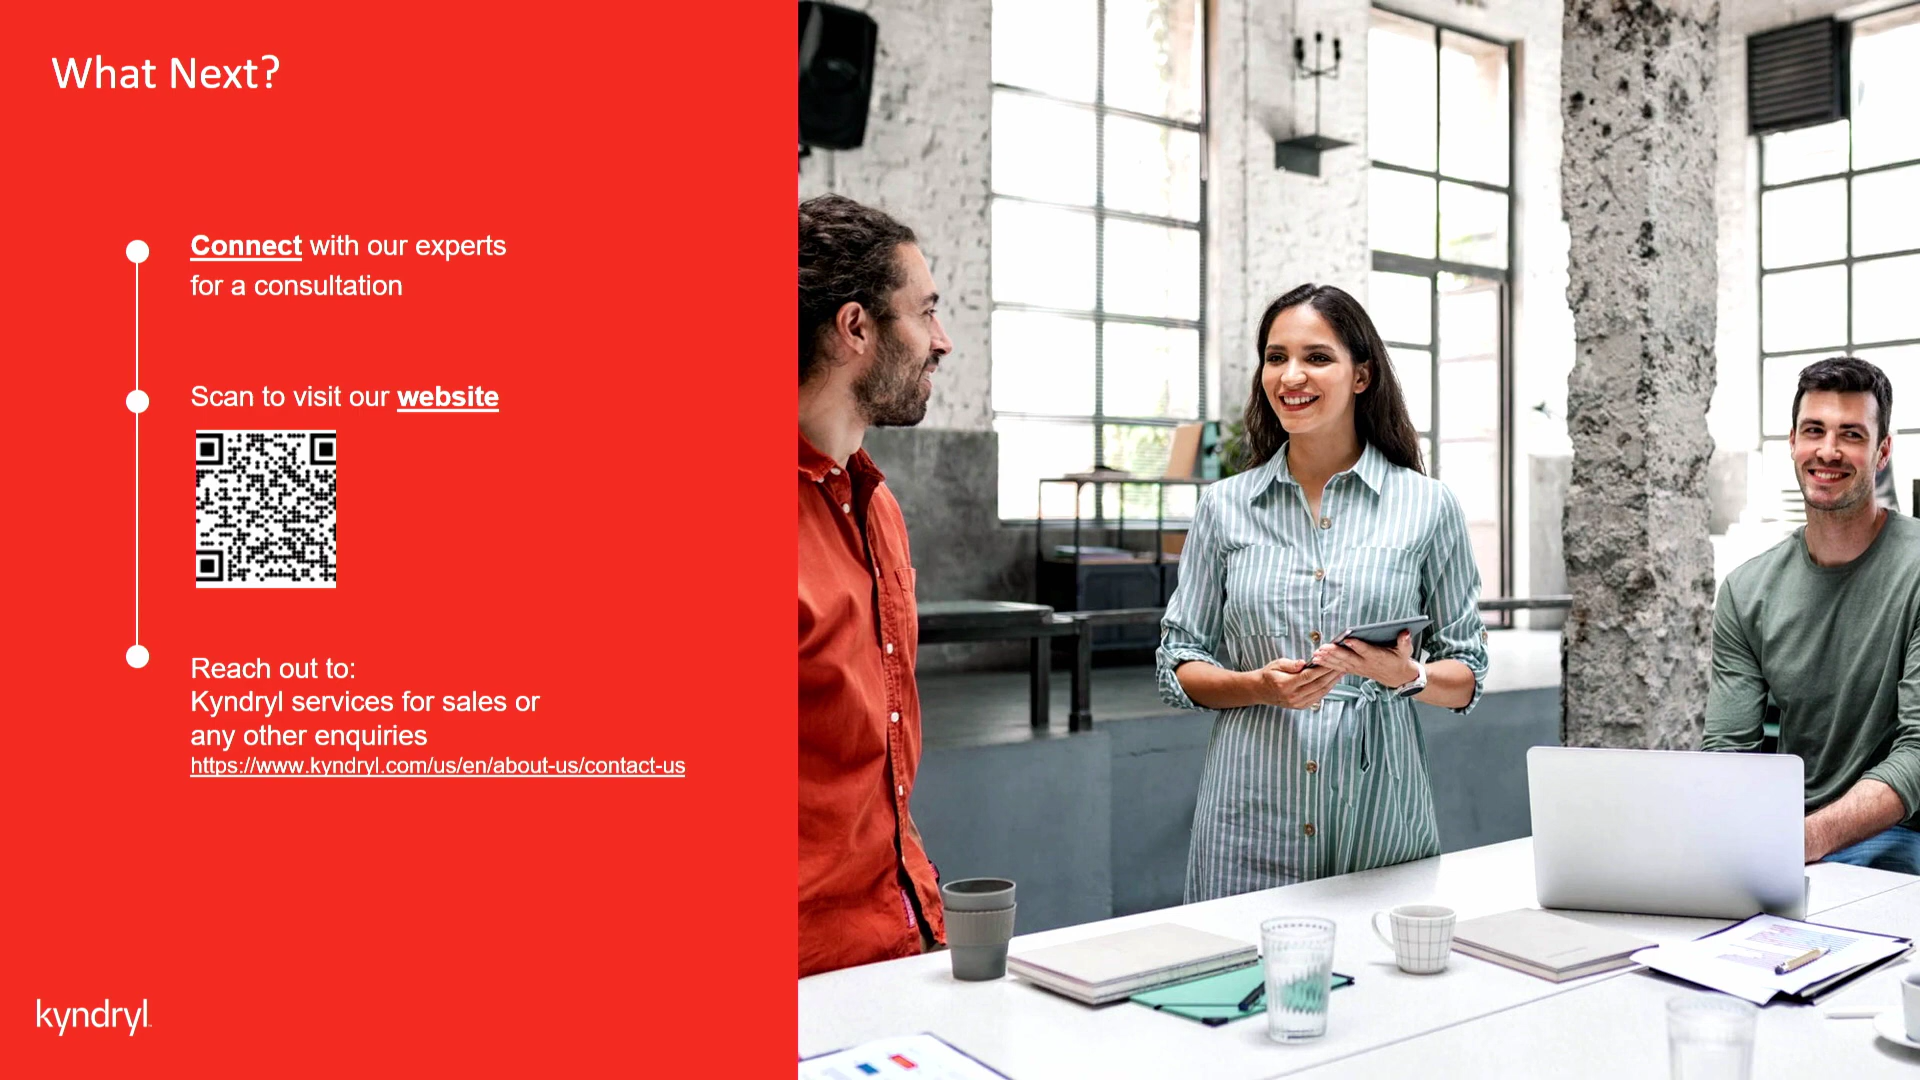 What Next?
Connect with our experts
for a consultation
Scan to visit our website
Reach out to:
Kyndryl services for sales or
any other enquiries
https://www.kyndryl.com/us/en/about-us/contact-us
kyndryl